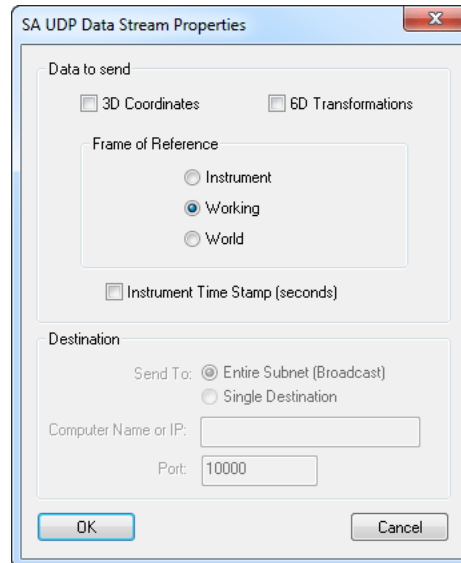 SA UDP Data Stream Properties
Data to send
3D Coordinates
6D Transformations
Frame of Reference
Instrument
Working
World
Instrument Time Stamp (seconds)
Destination
Send To:
Entire Subnet (Broadcast)
Single Destination
Computer Name or IP:
Port:
10000
OK
Cancel